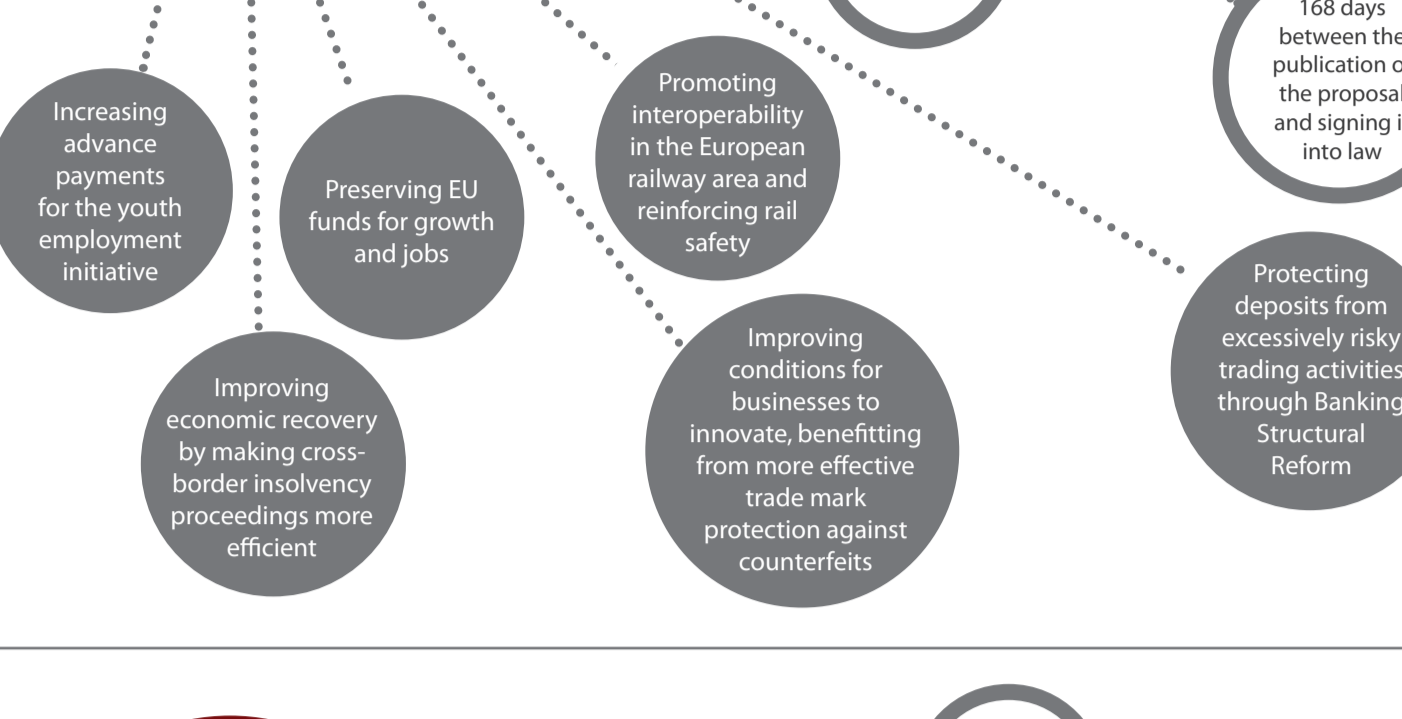 168 days
between the
publication
the proposal
and signing
into law
Increasing
advance
payments
for the youth
employment
initiative
Preserving EU
funds for growth
and jobs
Promoting
interoperability
in the European
railway area and
reinforcing rail
safety
Improving
economic recovery
by making cross-
border insolvency
proceedings more
efficient
Improving
conditions for
businesses to
innovate, benefitting
from more effective
trade mark
protection against
counterfeits
Protecting
deposits from
excessively risky
trading activities
through Banking
Structural
Reform